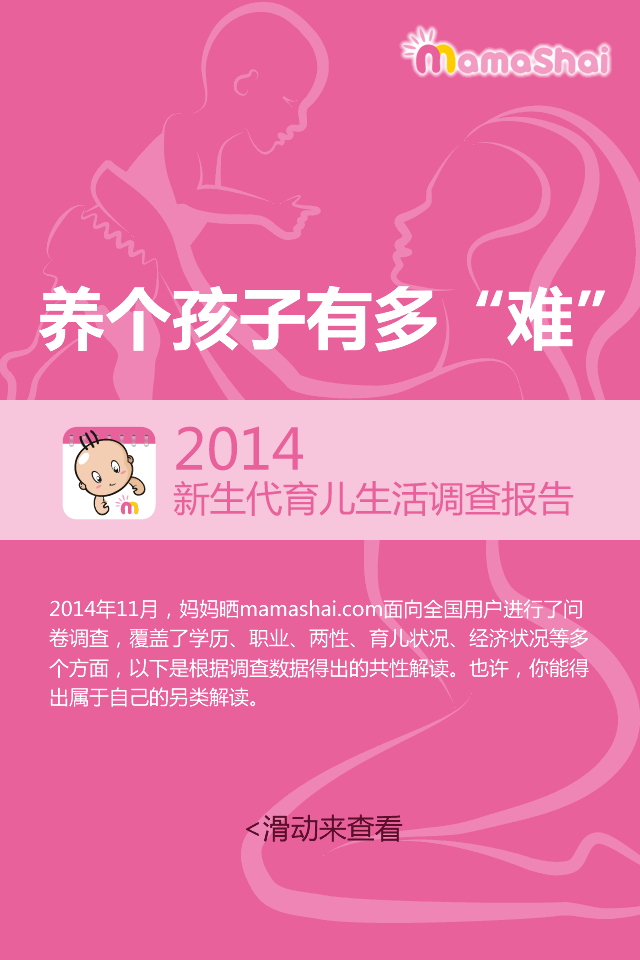 mamaShai
养个孩子有多“难”
2014
新生代育儿生活调查报告
m
2014年11月，妈妈晒mamashai.com面向全国用户进行了问
卷调查，覆盖了学历、职业、两性、育儿状况、经济状况等多
个方面，以下是根据调查数据得出的共性解读。也许，你能得
出属于自己的另类解读。
<滑动来查看